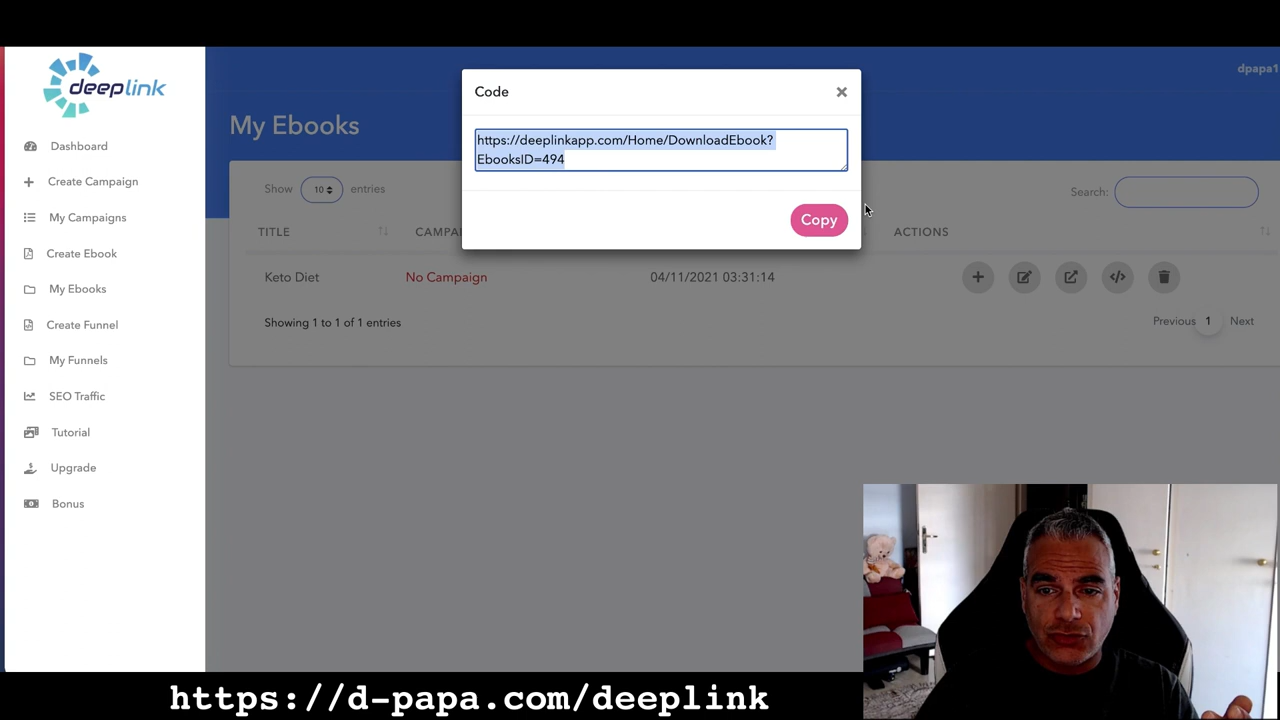 deeplink
dpapa1
Dashboard
Create Campaign
My Campaigns
Create Ebook
My Ebooks
Create Funnel
My Funnels
SEO Traffic
Tutorial
Upgrade
Bonus
My Ebooks
Code ×
https://deeplinkapp.com/Home/DownloadEbook?
EbooksID=494
Copy
Show 10 entries
Search:
TITLE CAMPA ACTIONS
Keto Diet No Campaign 04/11/2021 03:31:14
Showing 1 to 1 of 1 entries
Previous 1 Next
https://d-papa.com/deeplink